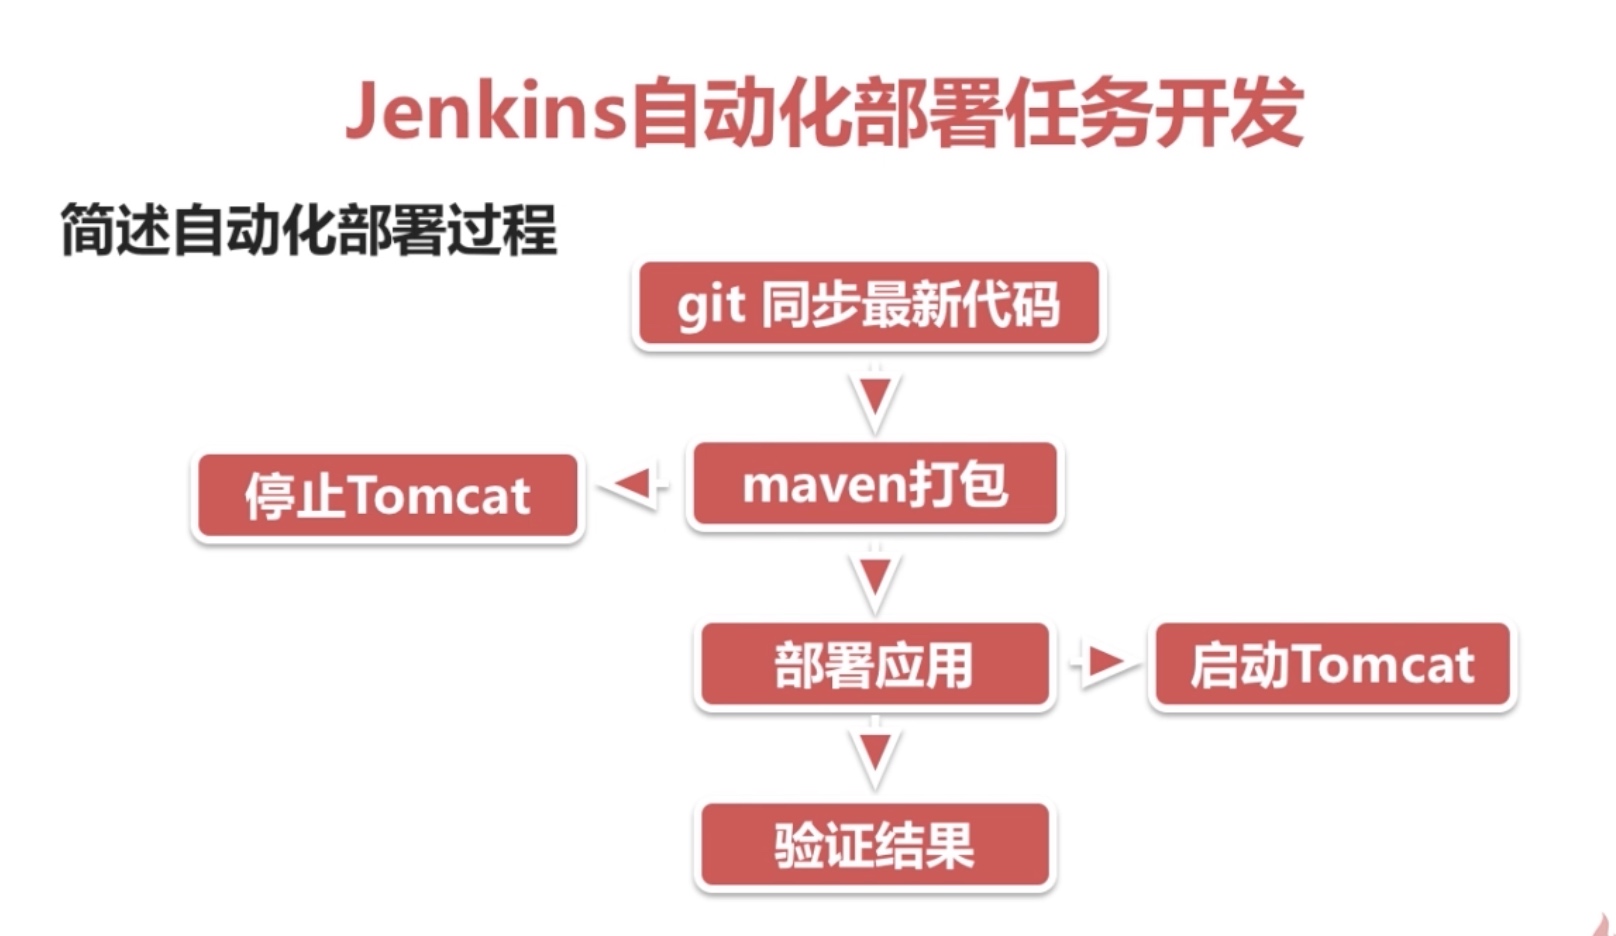 Jenkins自动化部署任务开发
简述自动化部署过程
git 同步最新代码
停止Tomcat
maven打包
部署应用
启动Tomcat
验证结果